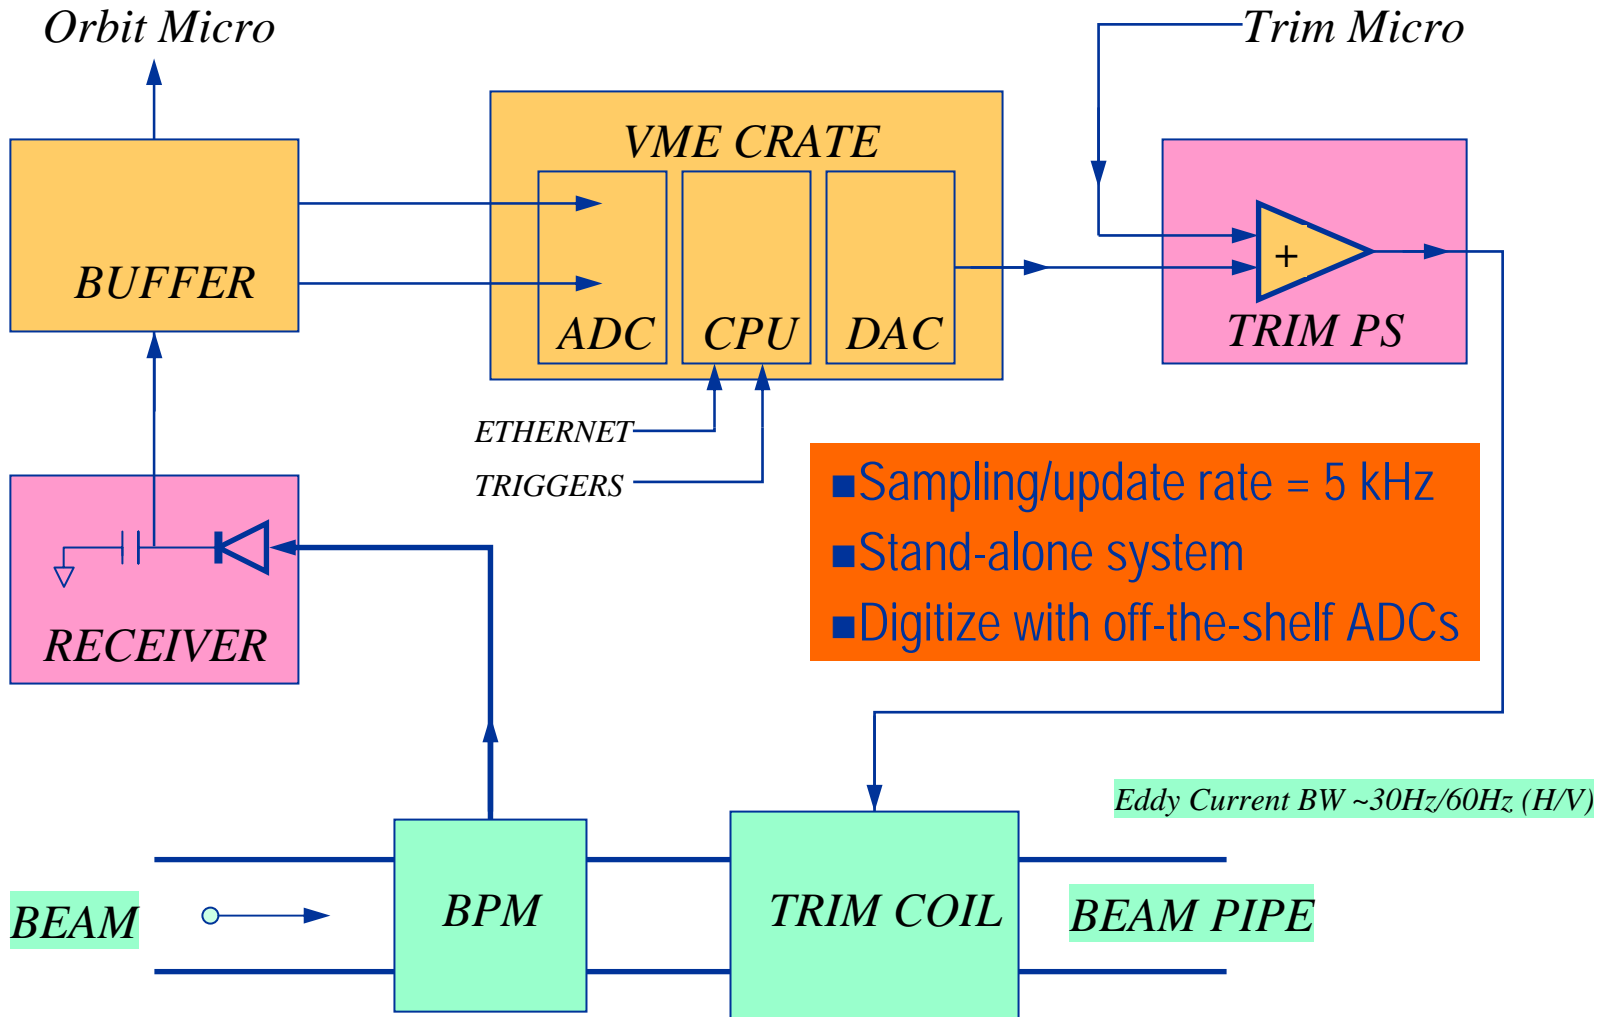 Orbit Micro
Trim Micro
VME CRATE
BUFFER
ADC
CPU
DAC
+
TRIM PS
ETHERNET
TRIGGERS
■Sampling/update rate = 5 kHz
■Stand-alone system
■Digitize with off-the-shelf ADCs
RECEIVER
Eddy Current BW ~30Hz/60Hz (H/V)
BEAM
BPM
TRIM COIL
BEAM PIPE